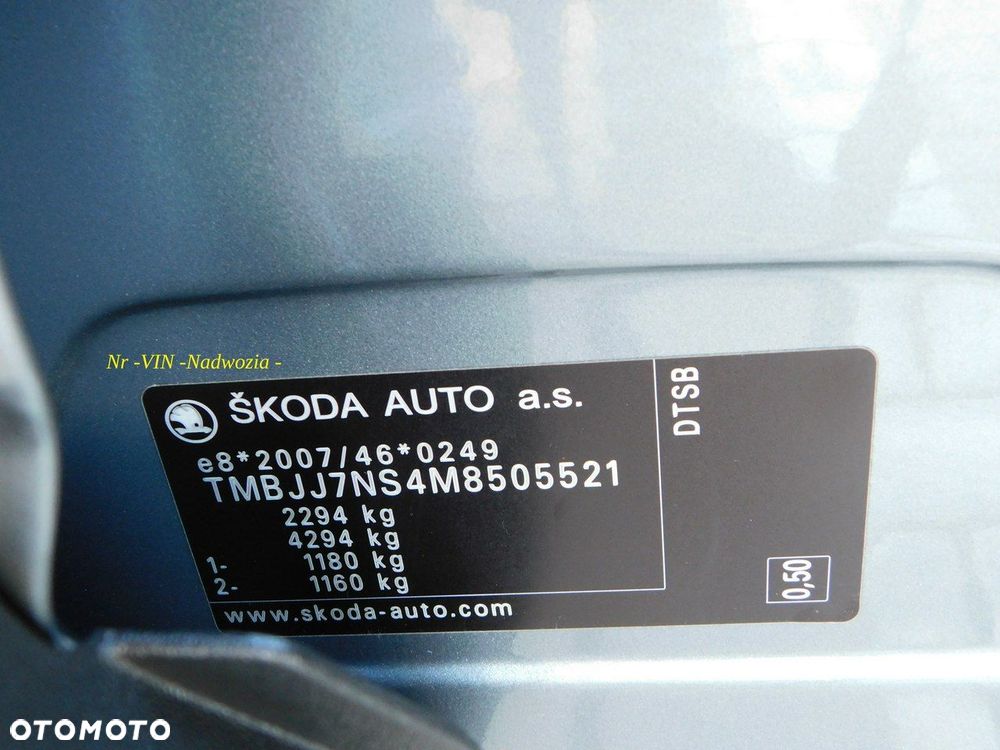 Nr -VIN -Nadwozia -
ŠKODA AUTO a.s.
e8*2007/46*0249
TMBJJ7NS4M8505521
2294 kg
4294 kg
1- 1180 kg
2- 1160 kg
www.skoda-auto.com
DTSB
0,50
OTOMOTO